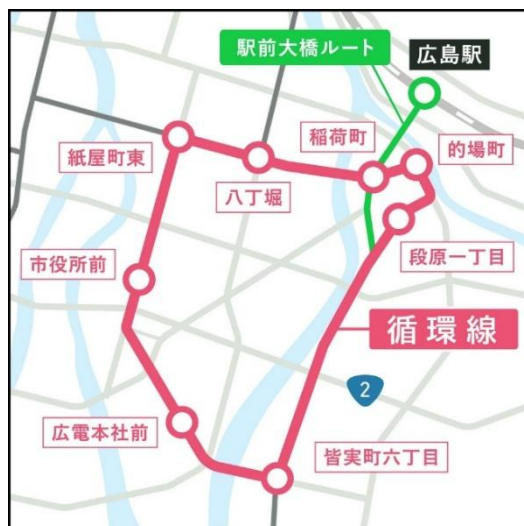 駅前大橋ルート
広島駅
稲荷町
的場町
紙屋町東
八丁堀
段原一丁目
市役所前
循環線
2
広電本社前
皆実町六丁目